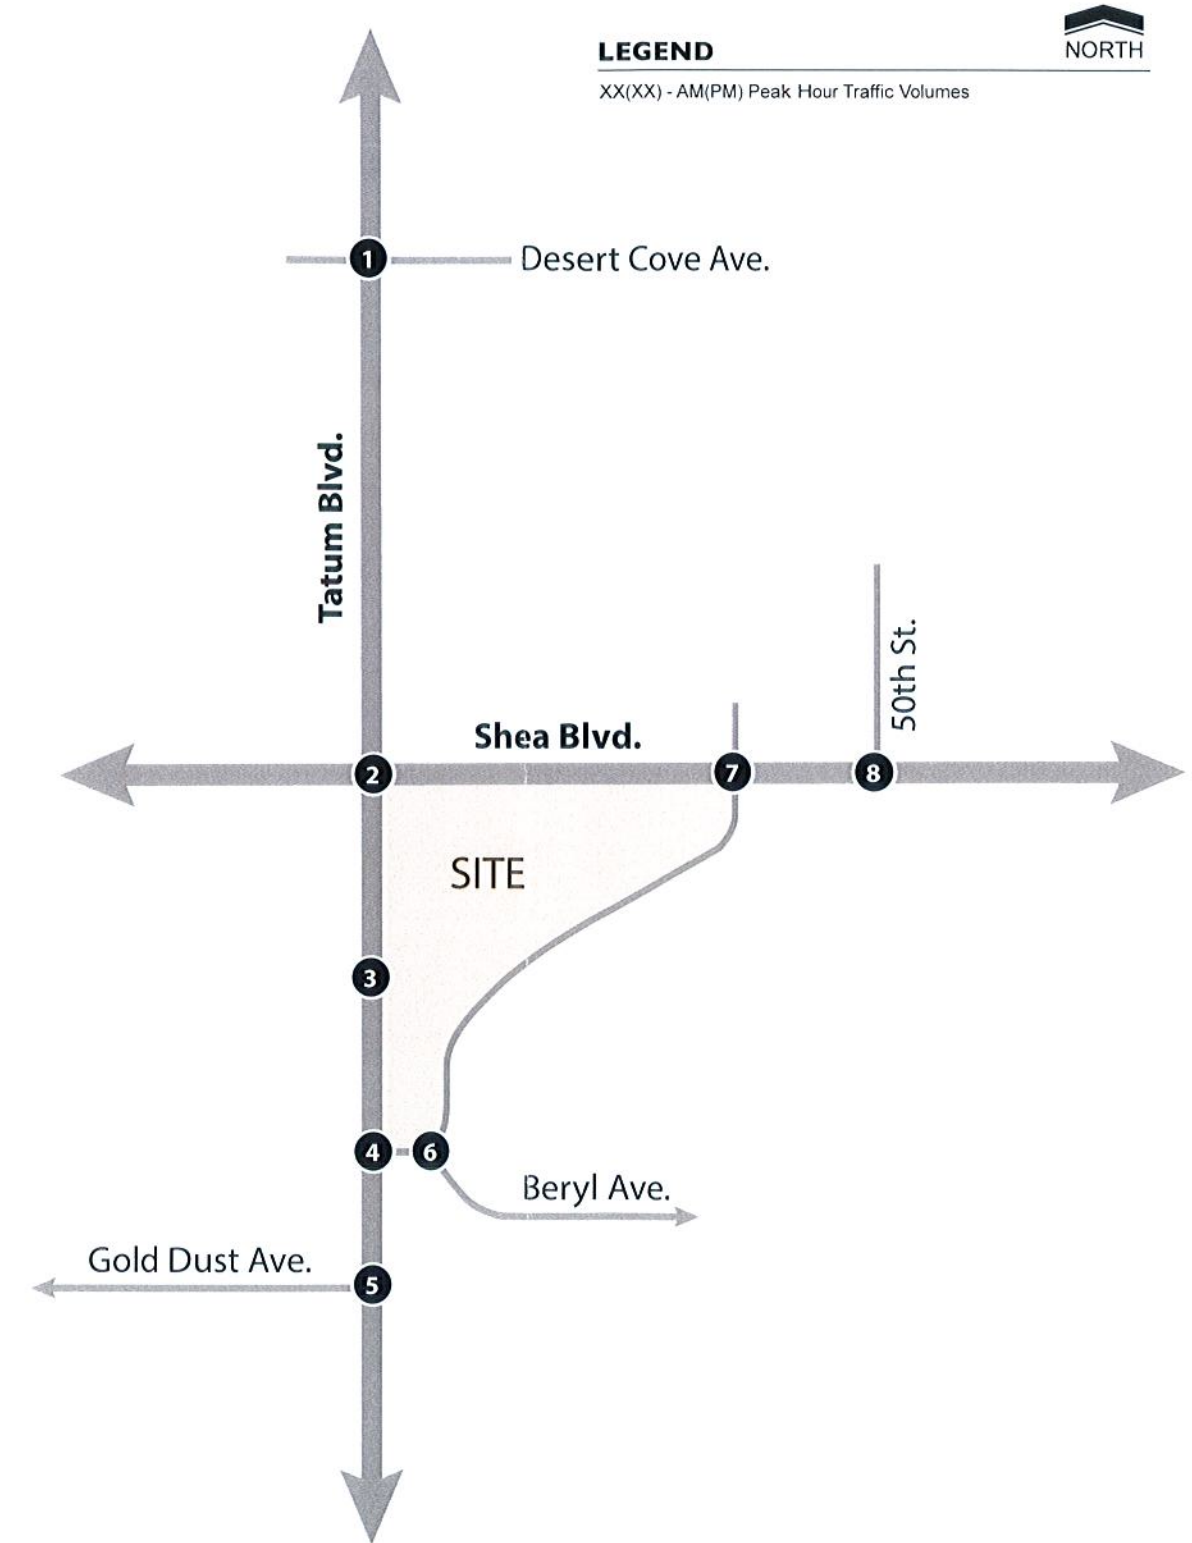 LEGEND
NORTH
XX(XX) - AM(PM) Peak Hour Traffic Volumes
1
Desert Cove Ave.
Tatum Blvd.
50th St.
Shea Blvd.
2
7
8
SITE
3
4
6
Beryl Ave.
Gold Dust Ave.
5